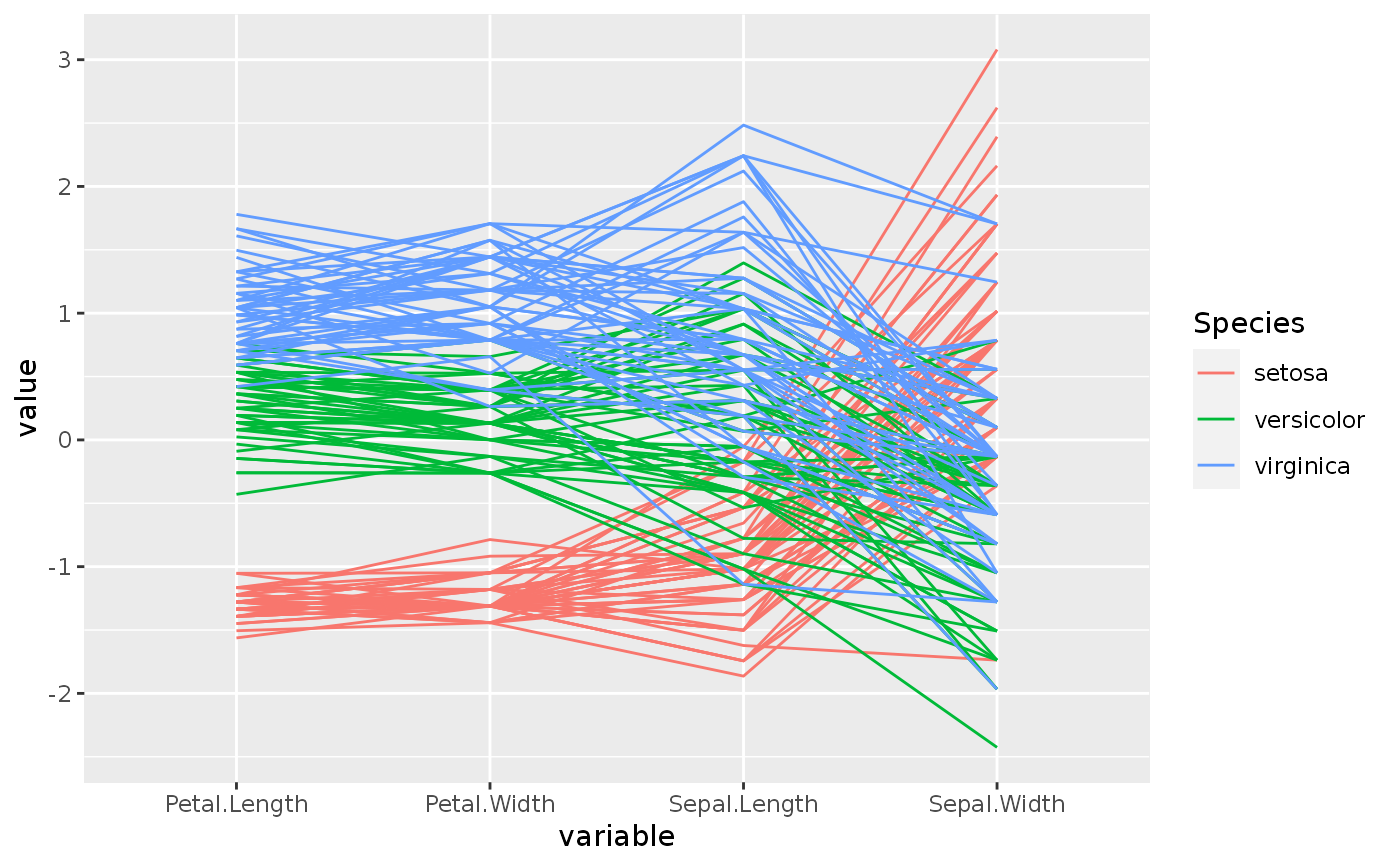 3
2
1
0
-1
-2
value
Petal.Length
Petal.Width
Sepal.Length
Sepal.Width
variable
Species
setosa
versicolor
virginica